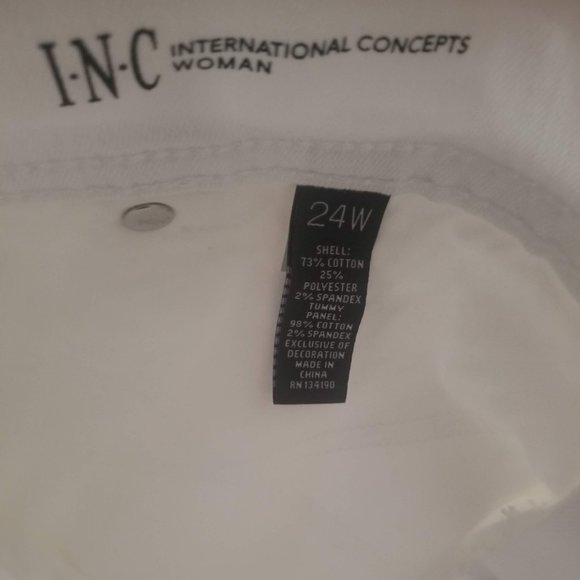 I·N·C INTERNATIONAL CONCEPTS
WOMAN
24W
SHELL:
73% COTTON
25%
POLYESTER
2% SPANDEX
TUMMY
PANEL:
98% COTTON
2% SPANDEX
EXCLUSIVE OF
DECORATION
MADE IN
CHINA
RN 134190